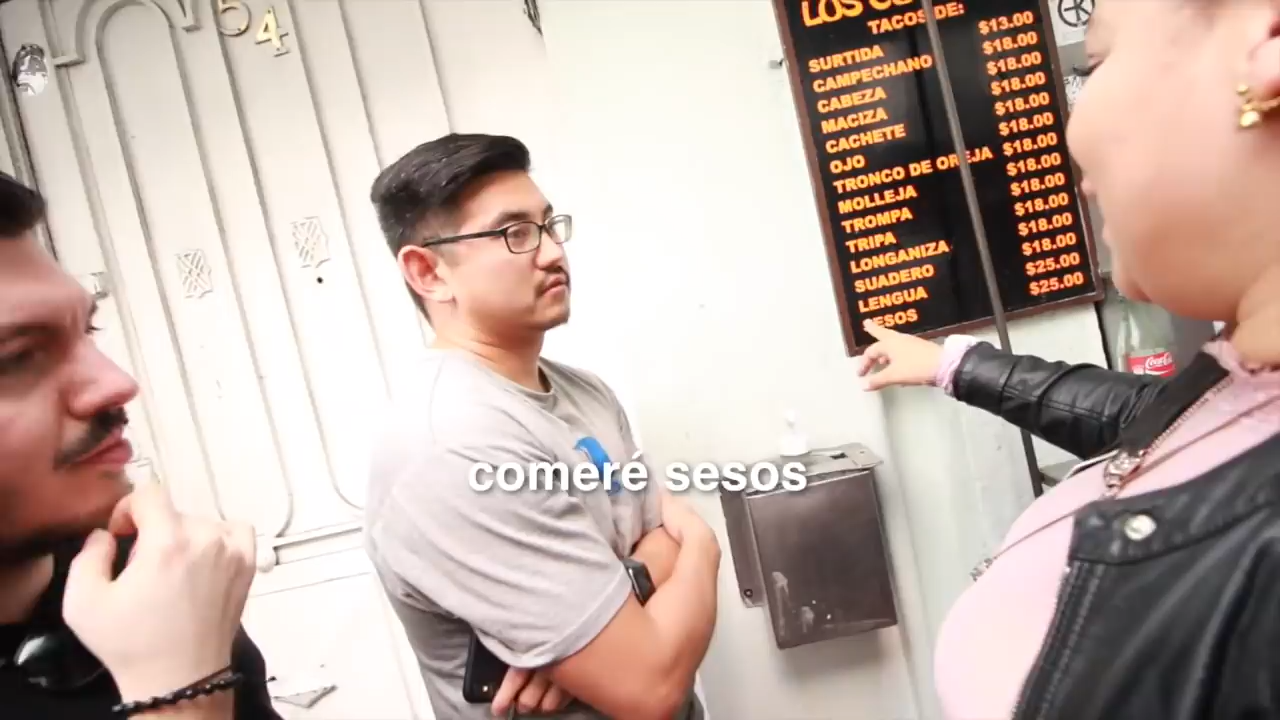 54
LOS
TACOS DE:
SURTIDA $13.00
CAMPECHANO $18.00
CABEZA $18.00
MACIZA $18.00
CACHETE $18.00
OJO $18.00
TRONCO DE OREJA $18.00
MOLLEJA $18.00
TROMPA $18.00
TRIPA $18.00
LONGANIZA $18.00
SUADERO $18.00
LENGUA $25.00
SESOS $25.00
Coca-Cola
comeré sesos